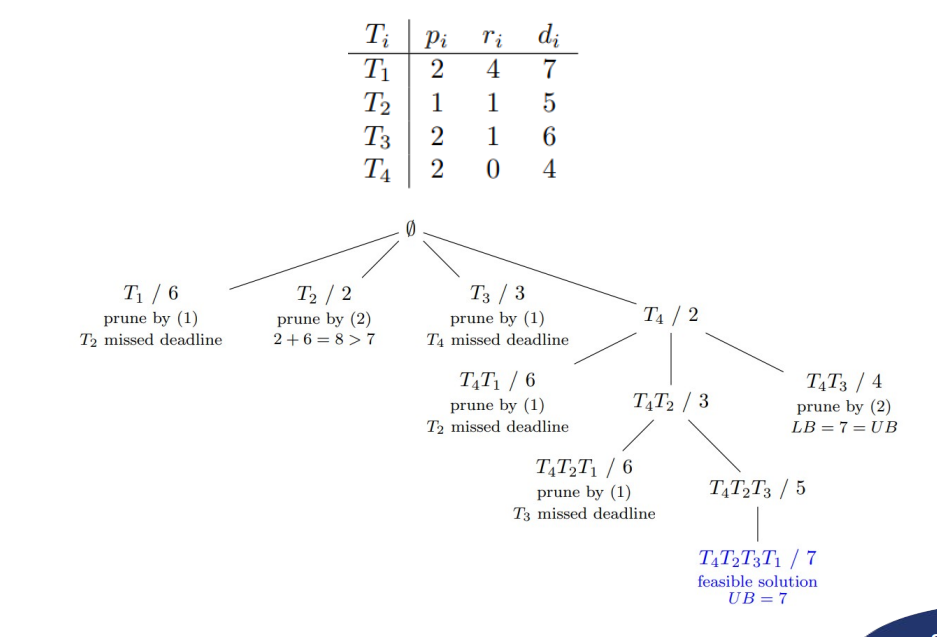 T_i p_i r_i d_i
T_1 2 4 7
T_2 1 1 5
T_3 2 1 6
T_4 2 0 4
∅
T_1 / 6
prune by (1)
T_2 missed deadline
T_2 / 2
prune by (2)
2 + 6 = 8 > 7
T_3 / 3
prune by (1)
T_4 missed deadline
T_4 / 2
T_4T_1 / 6
prune by (1)
T_2 missed deadline
T_4T_2 / 3
T_4T_3 / 4
prune by (2)
LB = 7 = UB
T_4T_2T_1 / 6
prune by (1)
T_3 missed deadline
T_4T_2T_3 / 5
T_4T_2T_3T_1 / 7
feasible solution
UB = 7